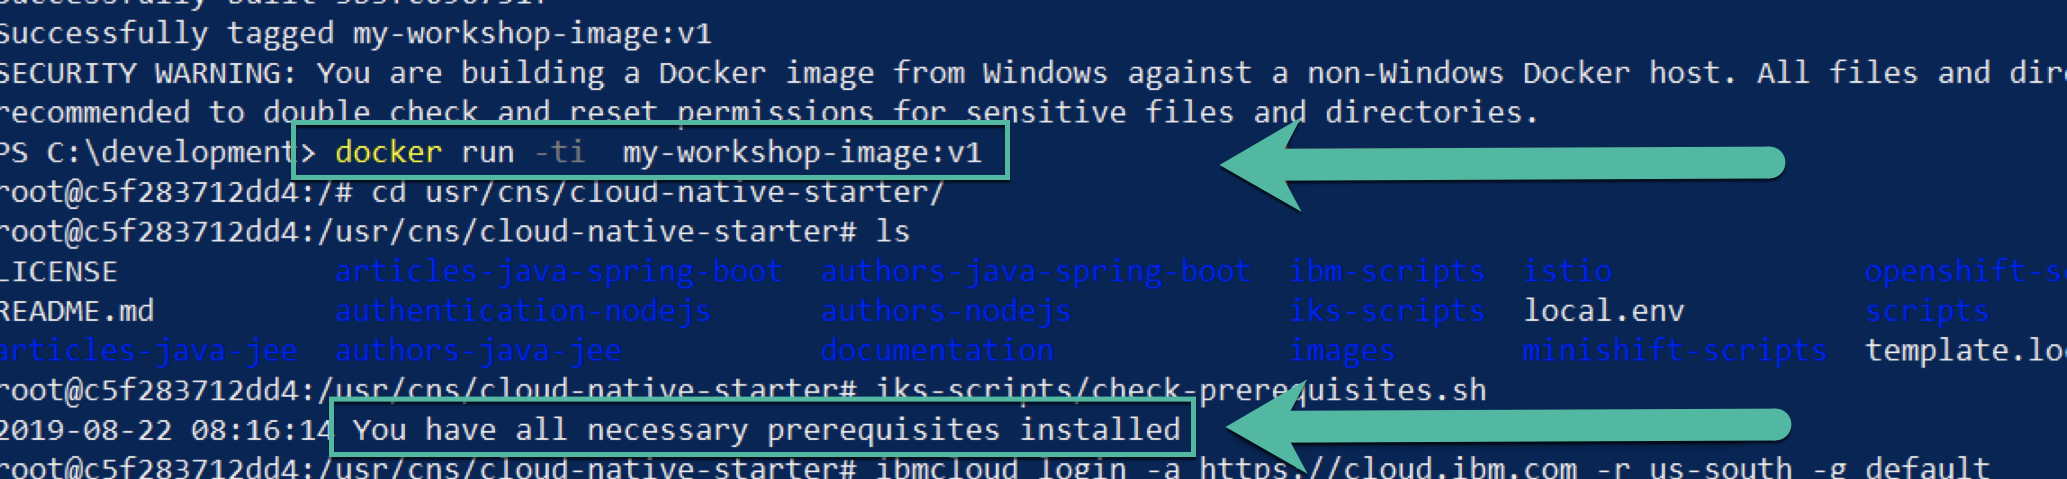 Successfully tagged my-workshop-image:v1
SECURITY WARNING: You are building a Docker image from Windows against a non-Windows Docker host. All files and
recommended to double check and reset permissions for sensitive files and directories.
PS C:\development> docker run -ti  my-workshop-image:v1
root@c5f283712dd4:/# cd usr/cns/cloud-native-starter/
root@c5f283712dd4:/usr/cns/cloud-native-starter# ls
LICENSE articles-java-spring-boot authors-java-spring-boot ibm-scripts istio
README.md authentication-nodejs authors-nodejs iks-scripts local.env scripts
articles-java-jee authors-java-jee documentation images minishift-scripts
root@c5f283712dd4:/usr/cns/cloud-native-starter# iks-scripts/check-prerequisites.sh
2019-08-22 08:16:14 You have all necessary prerequisites installed
root@c5f283712dd4:/usr/cns/cloud-native-starter# ibmcloud login -a https://cloud.ibm.com -r us-south -g default